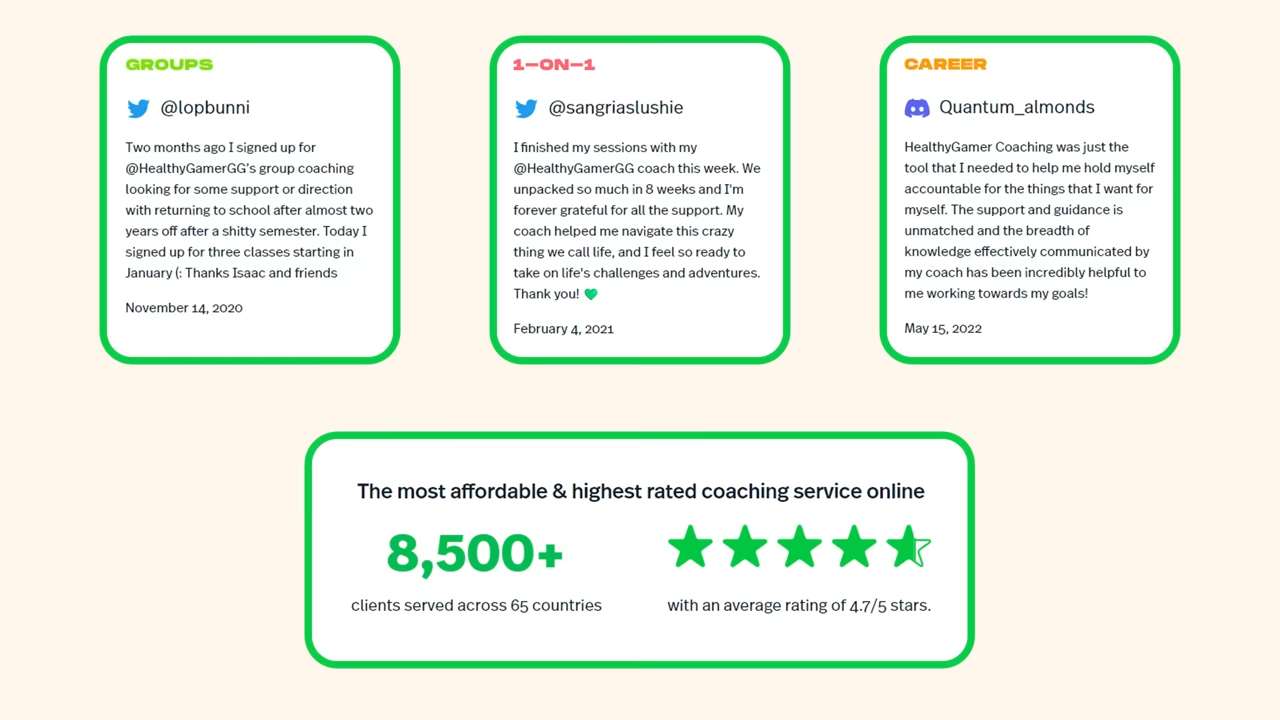 GROUPS
@lopbunni
Two months ago I signed up for
@HealthyGamerGG's group coaching
looking for some support or direction
with returning to school after almost two
years off after a shitty semester. Today I
signed up for three classes starting in
January (: Thanks Isaac and friends
November 14, 2020
1-ON-1
@sangriaslushie
I finished my sessions with my
@HealthyGamerGG coach this week. We
unpacked so much in 8 weeks and I'm
forever grateful for all the support. My
coach helped me navigate this crazy
thing we call life, and I feel so ready to
take on life's challenges and adventures.
Thank you! 💚
February 4, 2021
CAREER
Quantum_almonds
HealthyGamer Coaching was just the
tool that I needed to help me hold myself
accountable for the things that I want for
myself. The support and guidance is
unmatched and the breadth of
knowledge effectively communicated by
my coach has been incredibly helpful to
me working towards my goals!
May 15, 2022
The most affordable & highest rated coaching service online
8,500+
clients served across 65 countries
with an average rating of 4.7/5 stars.